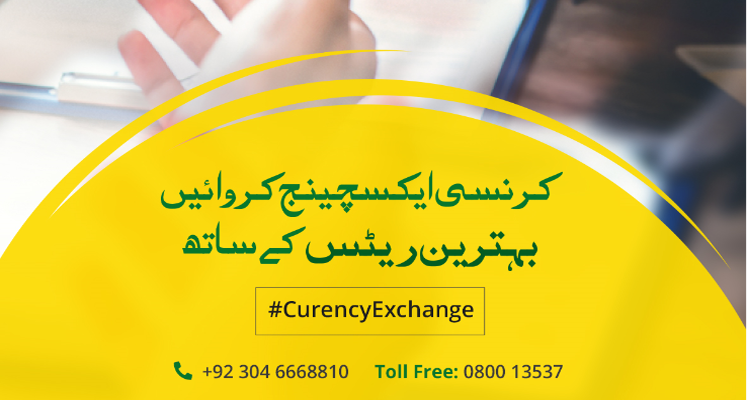 کرنسی ایکسچینج کروائیں
بہترین ریٹس کے ساتھ
#CurencyExchange
+92 304 6668810 Toll Free: 0800 13537